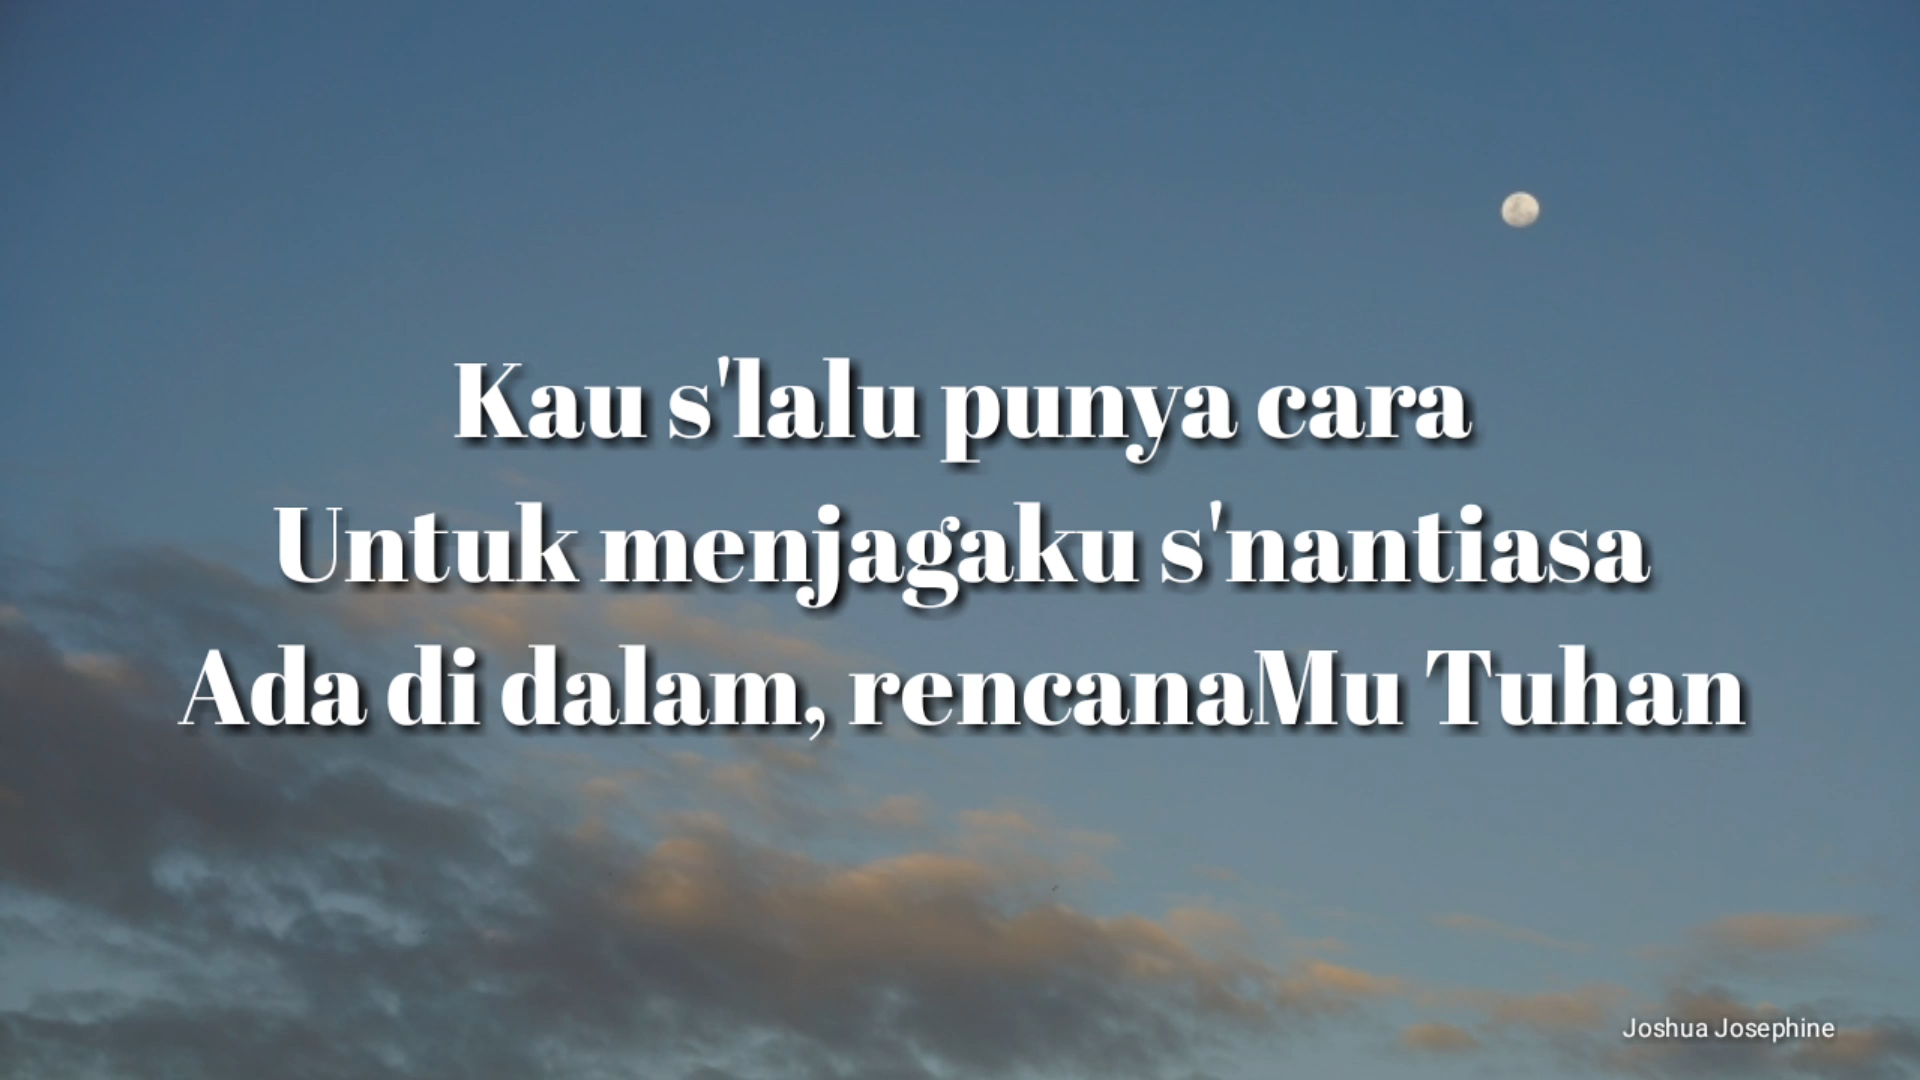 Kau s'lalu punya cara
Untuk menjagaku s'nantiasa
Ada di dalam, rencanaMu Tuhan
Joshua Josephine